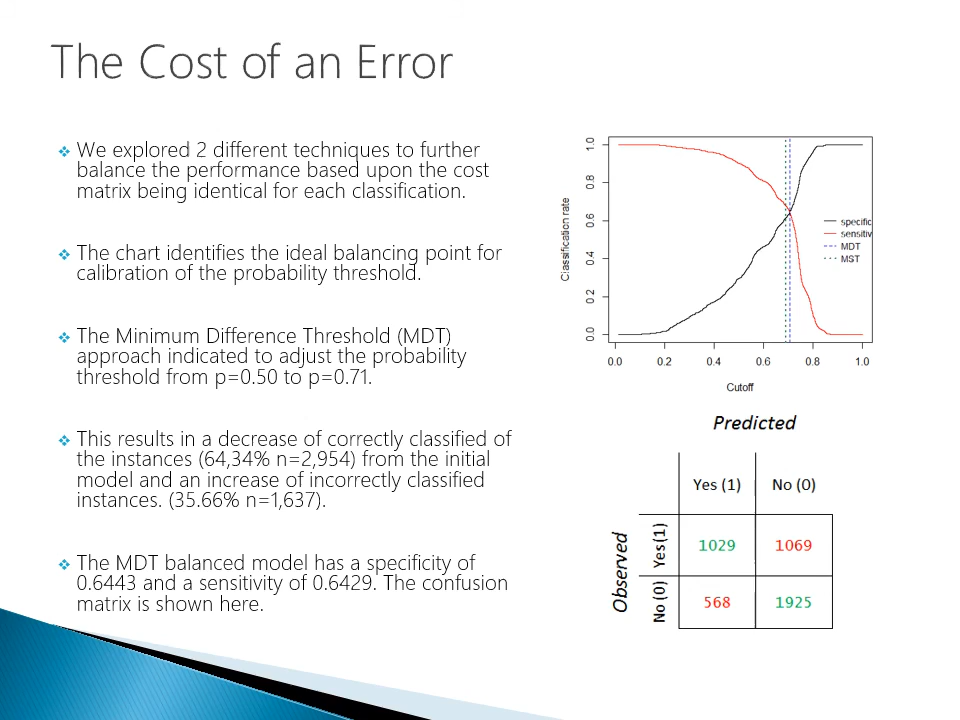 The Cost of an Error
We explored 2 different techniques to further
balance the performance based upon the cost
matrix being identical for each classification.
The chart identifies the ideal balancing point for
calibration of the probability threshold.
The Minimum Difference Threshold (MDT)
approach indicated to adjust the probability
threshold from p=0.50 to p=0.71.
This results in a decrease of correctly classified of
the instances (64,34% n=2,954) from the initial
model and an increase of incorrectly classified
instances. (35.66% n=1,637).
The MDT balanced model has a specificity of
0.6443 and a sensitivity of 0.6429. The confusion
matrix is shown here.
Classification rate
1.0
0.8
0.6
0.4
0.2
0.0
specific
sensitiv
MDT
MST
0.0 0.2 0.4 0.6 0.8 1.0
Cutoff
Predicted
Yes (1) No (0)
Observed
Yes (1) 1029 1069
No (0) 568 1925